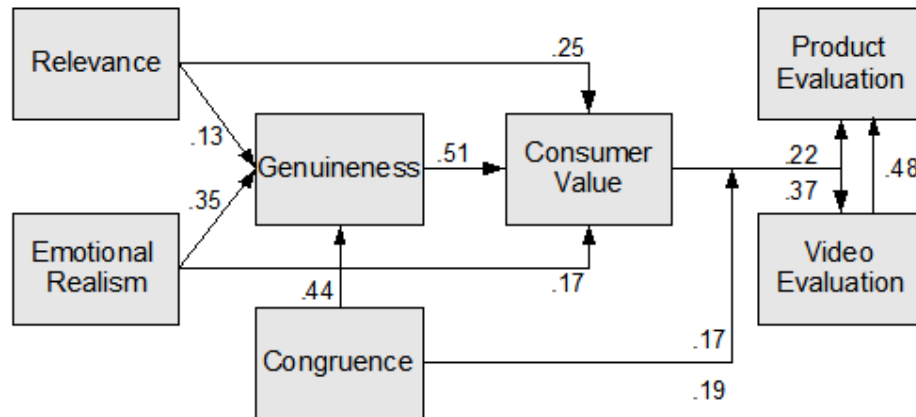 Relevance
.25
Product
Evaluation
.13
Genuineness
.51
Consumer
Value
.22
.37
.48
.35
Emotional
Realism
.44
.17
Video
Evaluation
Congruence
.17
.19